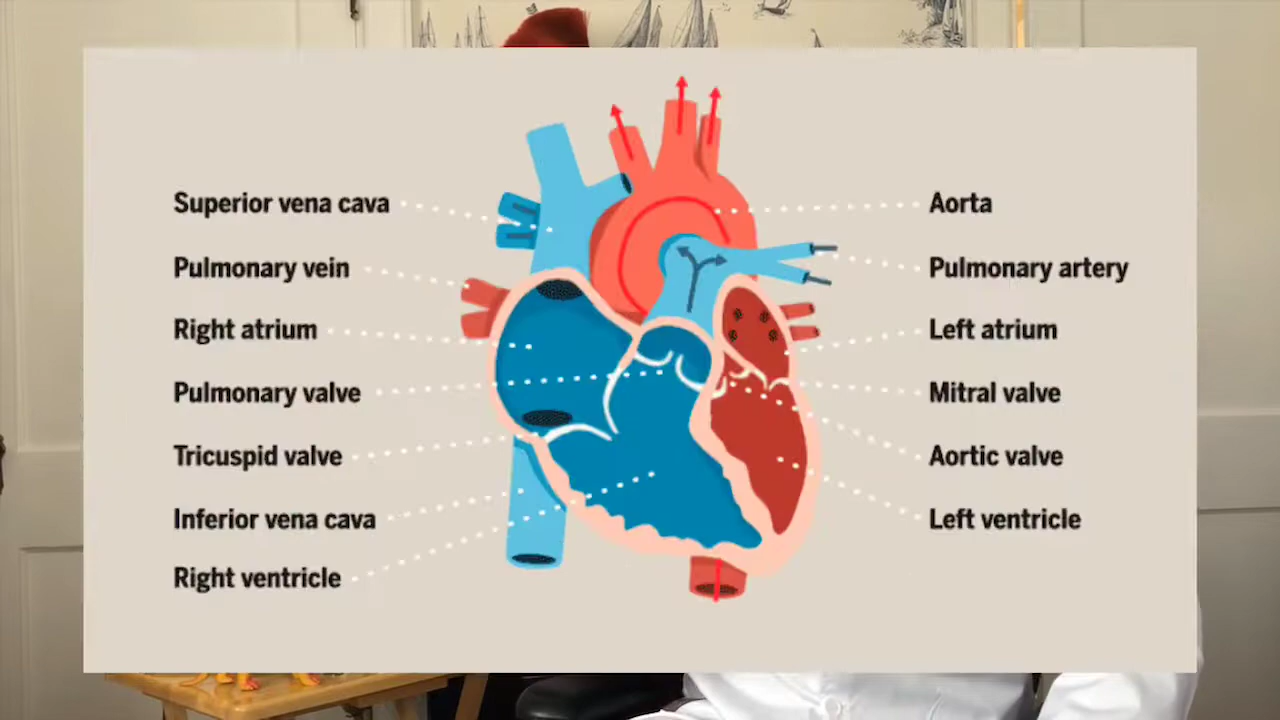 Superior vena cava
Pulmonary vein
Right atrium
Pulmonary valve
Tricuspid valve
Inferior vena cava
Right ventricle
Aorta
Pulmonary artery
Left atrium
Mitral valve
Aortic valve
Left ventricle